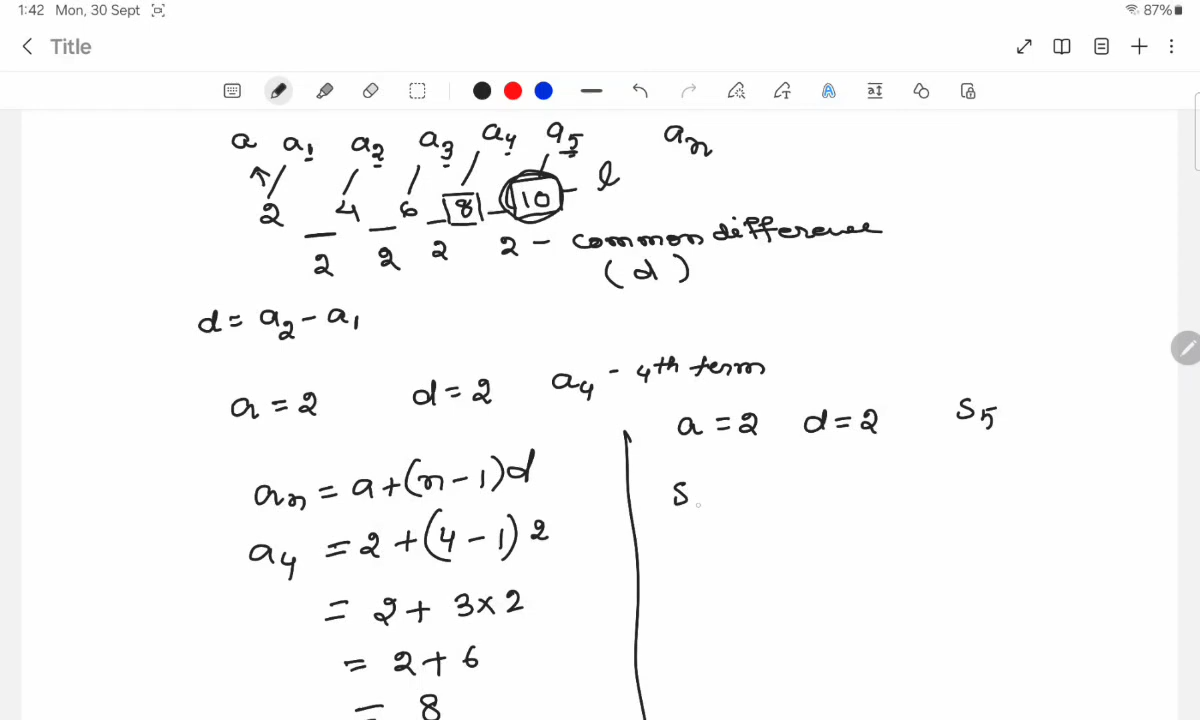 1:42 Mon, 30 Sept 87%
Title
a a1 a2 a3 a4 a5 an
2 4 6 8 10 - l
2 2 2 2 - common difference
(d)
d = a2 - a1
a = 2 d = 2 a4 - 4th term
an = a + (n - 1)d
a4 = 2 + (4 - 1) 2
= 2 + 3 × 2
= 2 + 6
= 8
a = 2 d = 2 S5
S